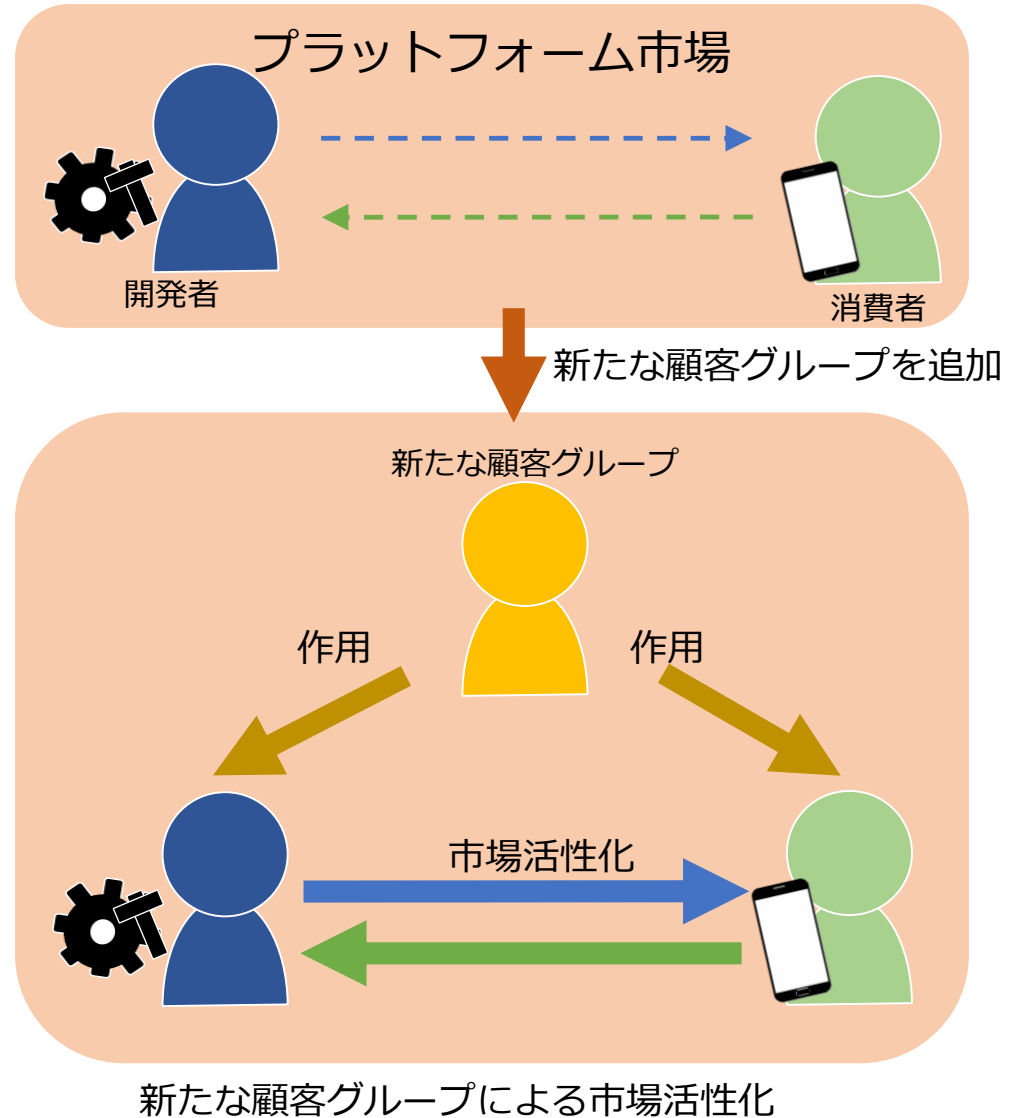 プラットフォーム市場
開発者
消費者
新たな顧客グループを追加
新たな顧客グループ
作用
作用
市場活性化
新たな顧客グループによる市場活性化